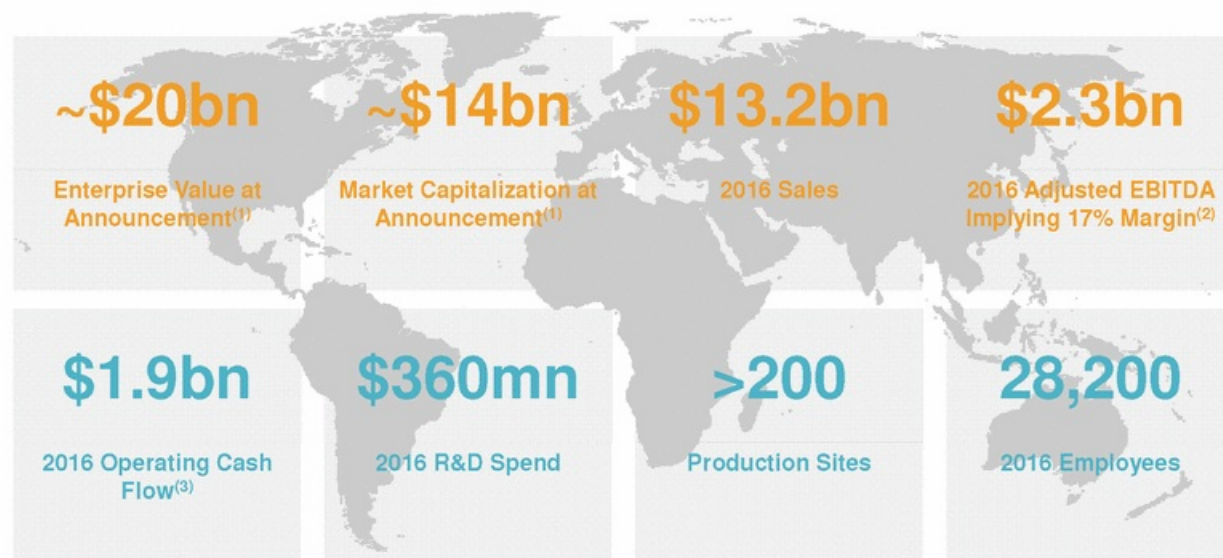 ~$20bn
Enterprise Value at
Announcement(1)
~$14bn
Market Capitalization at
Announcement(1)
$13.2bn
2016 Sales
$2.3bn
2016 Adjusted EBITDA
Implying 17% Margin(2)
$1.9bn
2016 Operating Cash
Flow(3)
$360mn
2016 R&D Spend
>200
Production Sites
28,200
2016 Employees